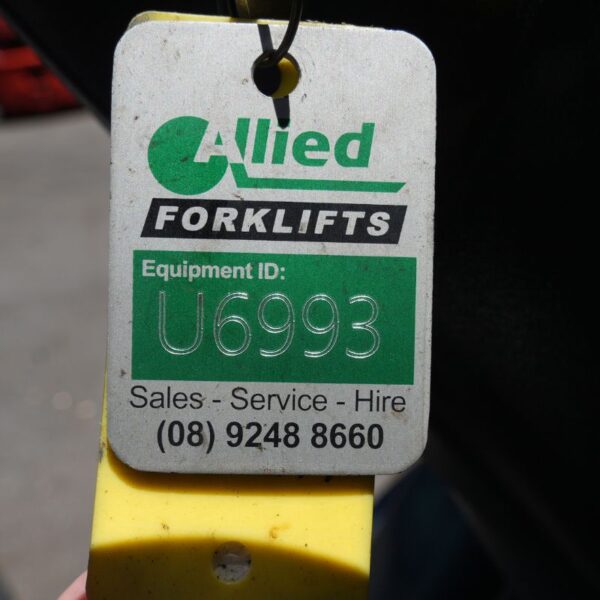 Allied
FORKLIFTS
Equipment ID:
U6993
Sales - Service - Hire
(08) 9248 8660